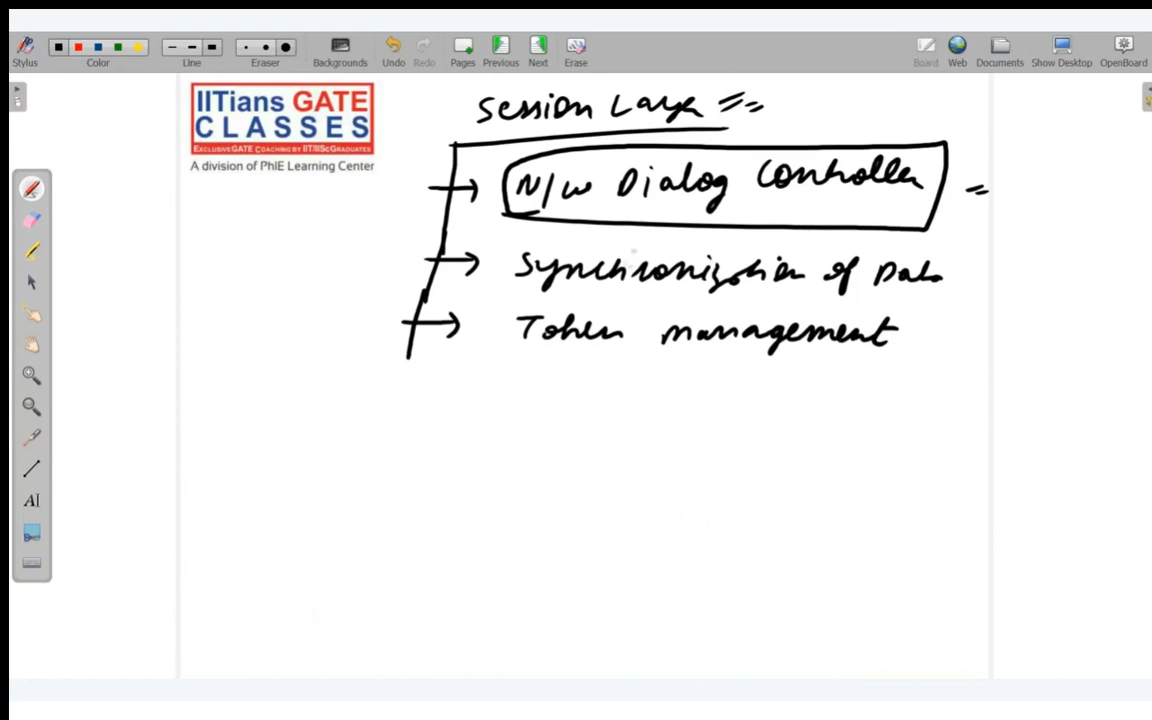 Stylus
Color
Line
Eraser
Backgrounds
Undo
Redo
Pages
Previous
Next
Erase
Board
Web
Documents
Show Desktop
OpenBoard
IITians GATE
CLASSES
EXCLUSIVE GATE COACHING BY IIT/IISc GRADUATES
A division of PhIE Learning Center
Session Layer
N/W Dialog Controller
Synchronization of Data
Token management
AI